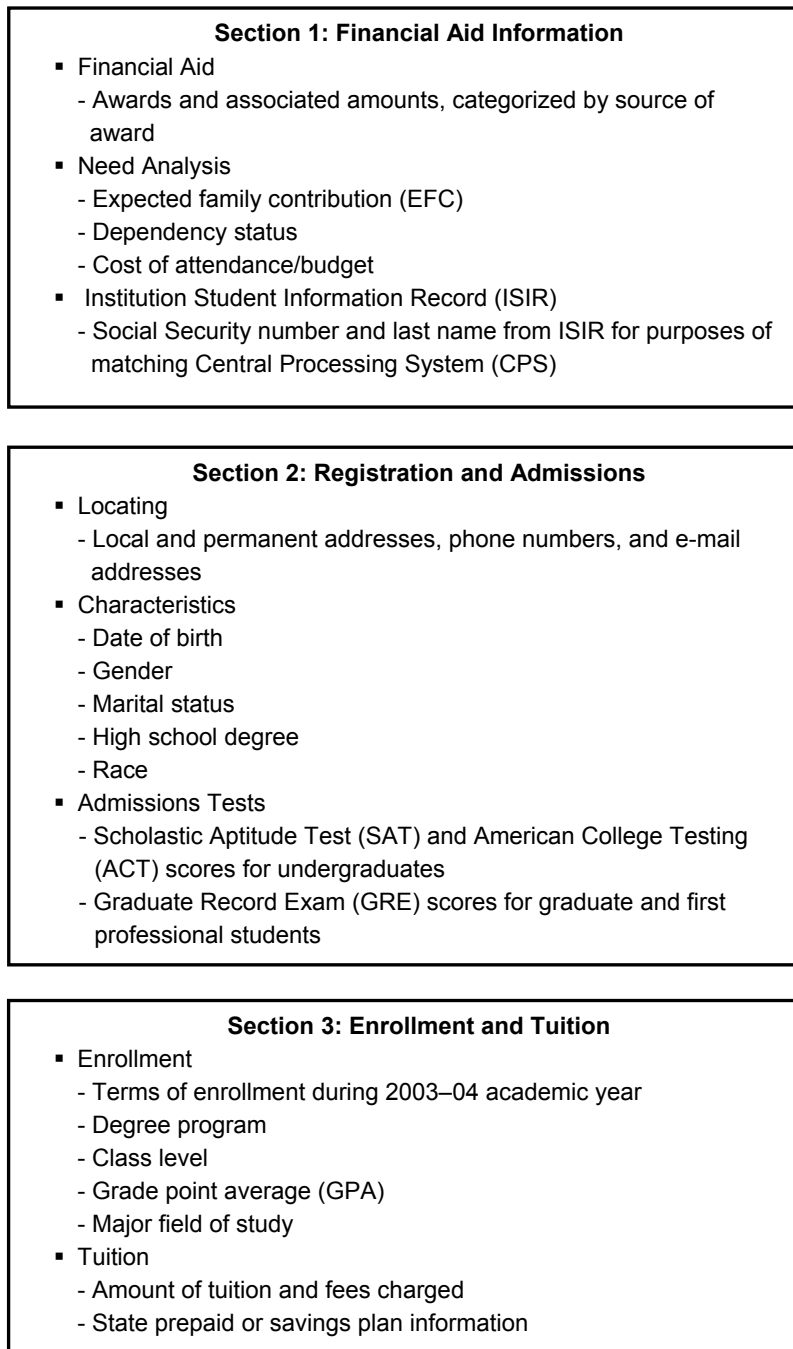 Section 1: Financial Aid Information
▪ Financial Aid
- Awards and associated amounts, categorized by source of
award
▪ Need Analysis
- Expected family contribution (EFC)
- Dependency status
- Cost of attendance/budget
▪ Institution Student Information Record (ISIR)
- Social Security number and last name from ISIR for purposes of
matching Central Processing System (CPS)
Section 2: Registration and Admissions
▪ Locating
- Local and permanent addresses, phone numbers, and e-mail
addresses
▪ Characteristics
- Date of birth
- Gender
- Marital status
- High school degree
- Race
▪ Admissions Tests
- Scholastic Aptitude Test (SAT) and American College Testing
(ACT) scores for undergraduates
- Graduate Record Exam (GRE) scores for graduate and first
professional students
Section 3: Enrollment and Tuition
▪ Enrollment
- Terms of enrollment during 2003–04 academic year
- Degree program
- Class level
- Grade point average (GPA)
- Major field of study
▪ Tuition
- Amount of tuition and fees charged
- State prepaid or savings plan information